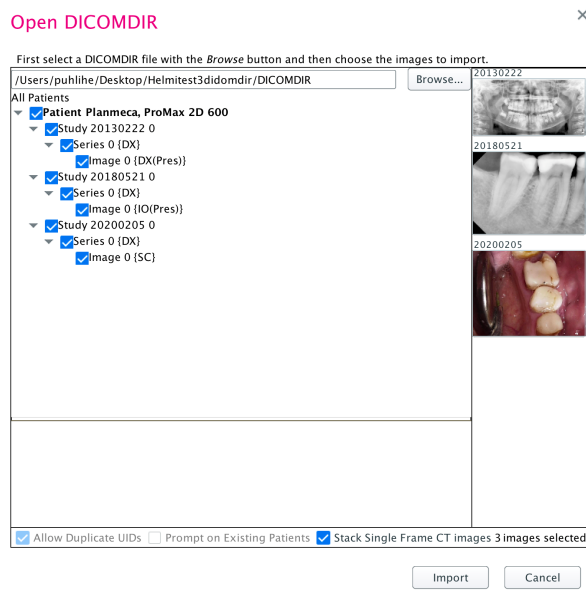 Open DICOMDIR
First select a DICOMDIR file with the Browse button and then choose the images to import.
/Users/puhlihe/Desktop/Helmitest3didomdir/DICOMDIR
Browse...
All Patients
Patient Planmeca, ProMax 2D 600
Study 20130222 0
Series 0 {DX}
Image 0 {DX(Pres)}
Study 20180521 0
Series 0 {DX}
Image 0 {IO(Pres)}
Study 20200205 0
Series 0 {DX}
Image 0 {SC}
20130222
20180521
20200205
Allow Duplicate UIDs Prompt on Existing Patients Stack Single Frame CT images 3 images selected
Import Cancel